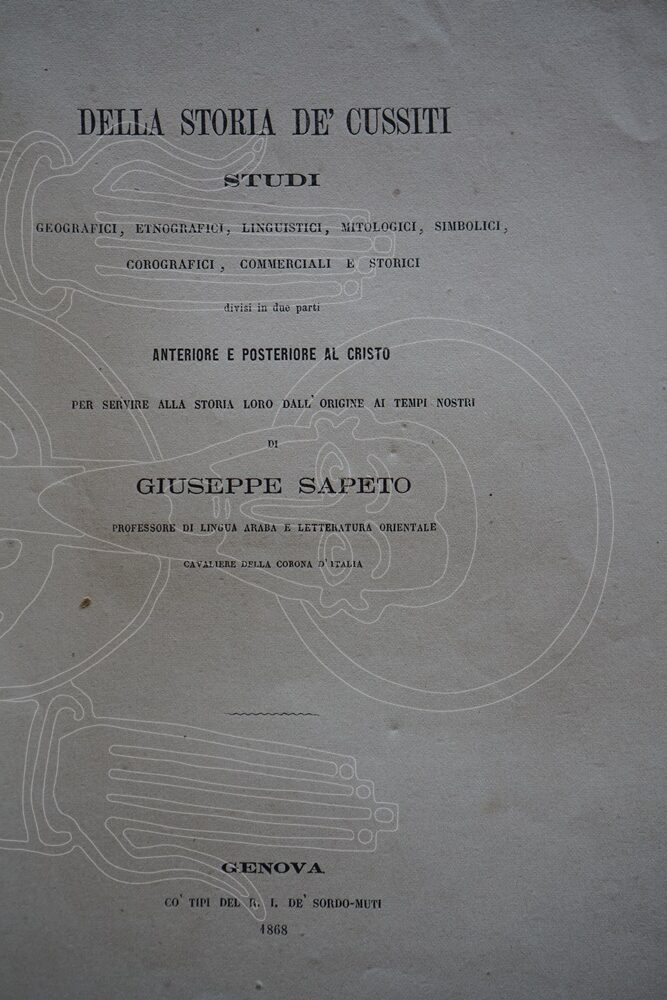 DELLA STORIA DE' CUSSITI
STUDI
GEOGRAFICI, ETNOGRAFICI, LINGUISTICI, MITOLOGICI, SIMBOLICI,
COROGRAFICI, COMMERCIALI E STORICI
divisi in due parti
ANTERIORE E POSTERIORE AL CRISTO
PER SERVIRE ALLA STORIA LORO DALL' ORIGINE AI TEMPI NOSTRI
DI
GIUSEPPE SAPETO
PROFESSORE DI LINGUA ARABA E LETTERATURA ORIENTALE
CAVALIERE DELLA CORONA D'ITALIA
GENOVA
CO' TIPI DEL R. I. DE' SORDO-MUTI
1868